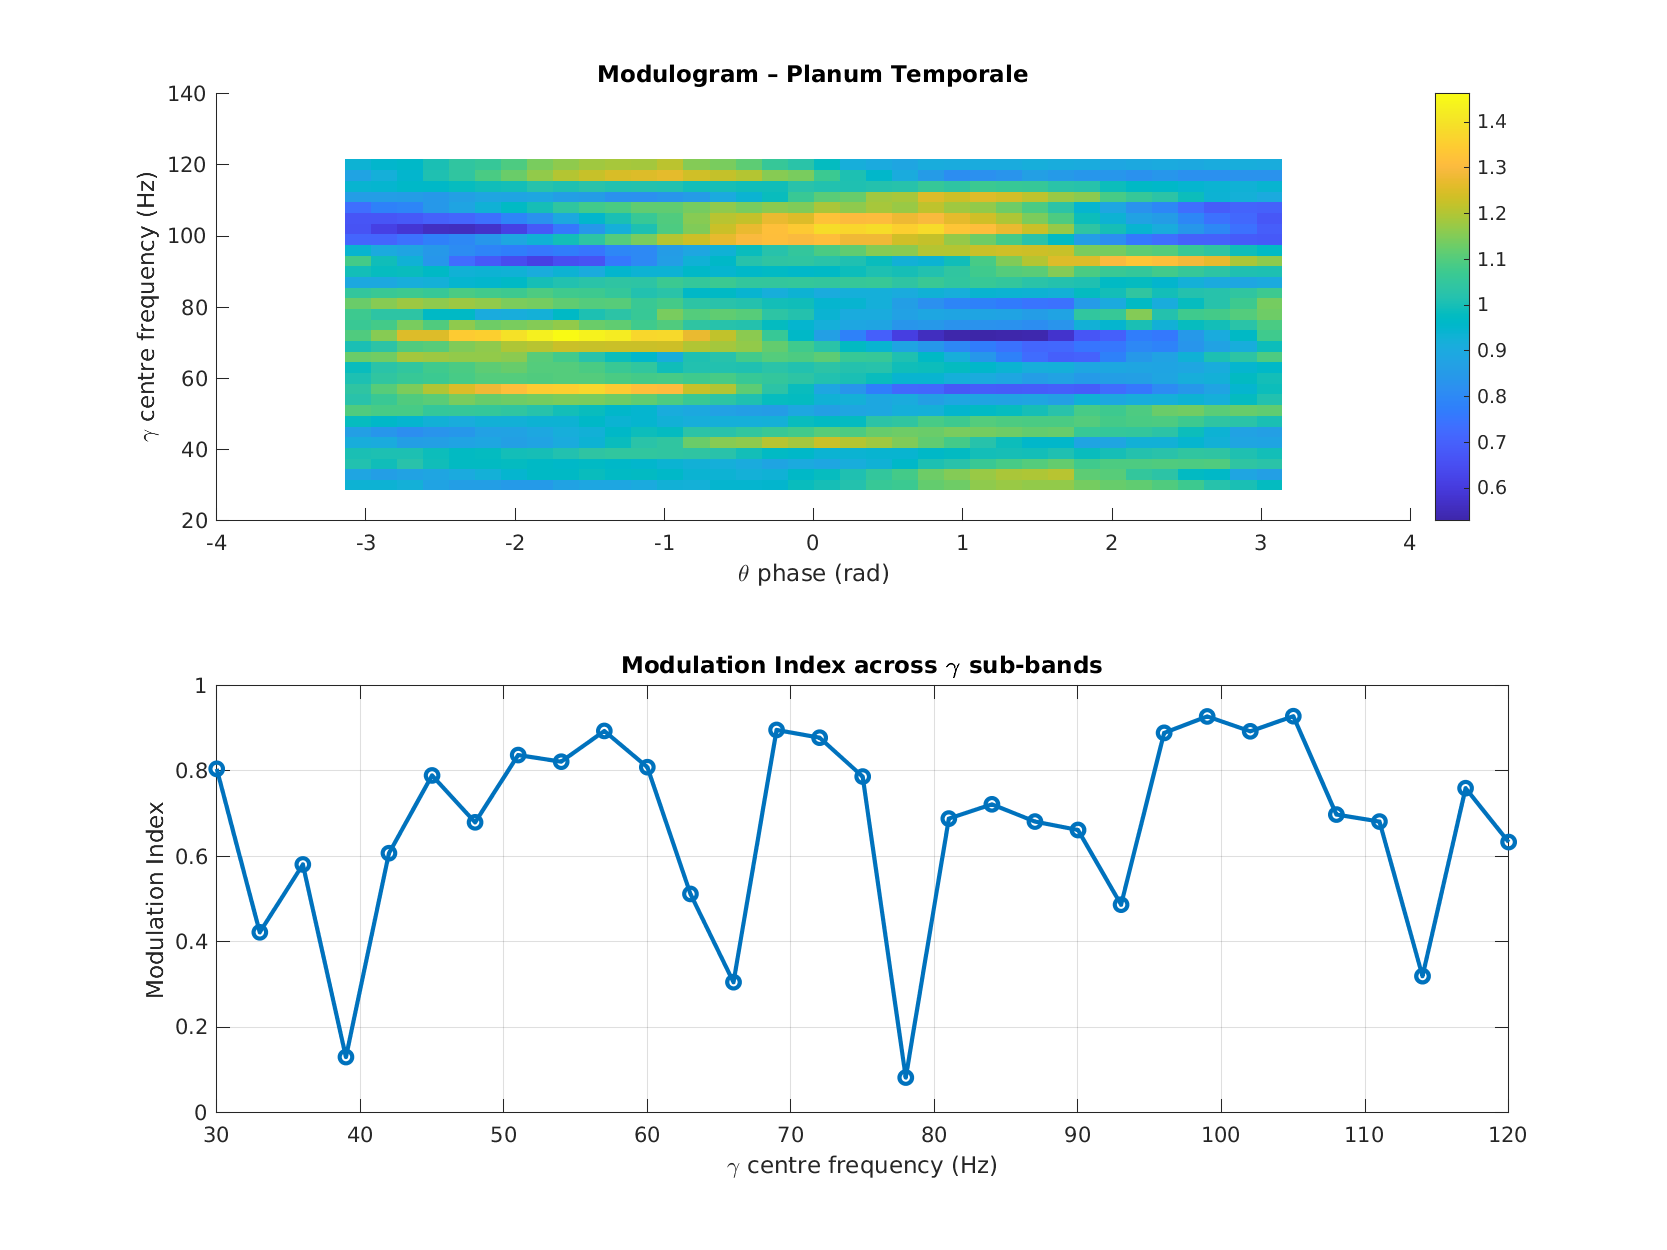 Modulogram – Planum Temporale
140
120
100
80
60
40
20
γ centre frequency (Hz)
-4 -3 -2 -1 0 1 2 3 4
θ phase (rad)
1.4
1.3
1.2
1.1
1
0.9
0.8
0.7
0.6
Modulation Index across γ sub-bands
1
0.8
0.6
0.4
0.2
0
Modulation Index
30 40 50 60 70 80 90 100 110 120
γ centre frequency (Hz)